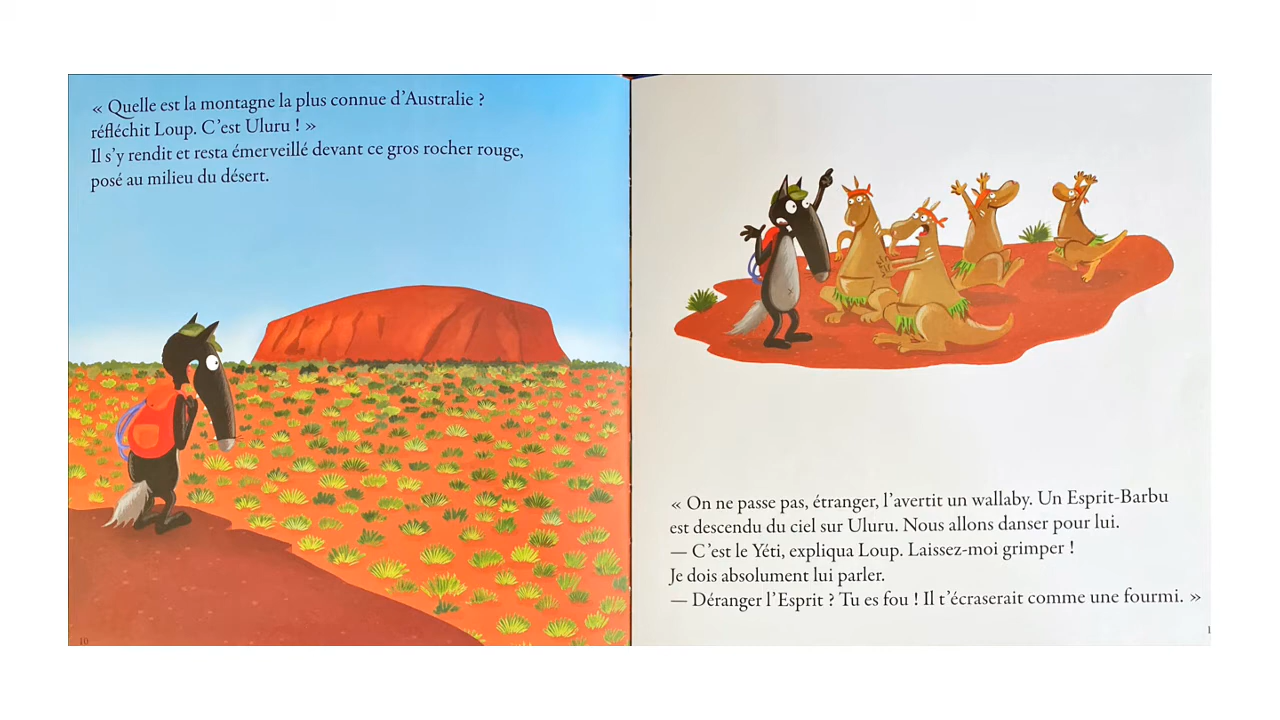 « Quelle est la montagne la plus connue d'Australie ?
réfléchit Loup. C'est Uluru ! »
Il s'y rendit et resta émerveillé devant ce gros rocher rouge,
posé au milieu du désert.
10
« On ne passe pas, étranger, l'avertit un wallaby. Un Esprit-Barbu
est descendu du ciel sur Uluru. Nous allons danser pour lui.
— C'est le Yéti, expliqua Loup. Laissez-moi grimper !
Je dois absolument lui parler.
— Déranger l'Esprit ? Tu es fou ! Il t'écraserait comme une fourmi. »